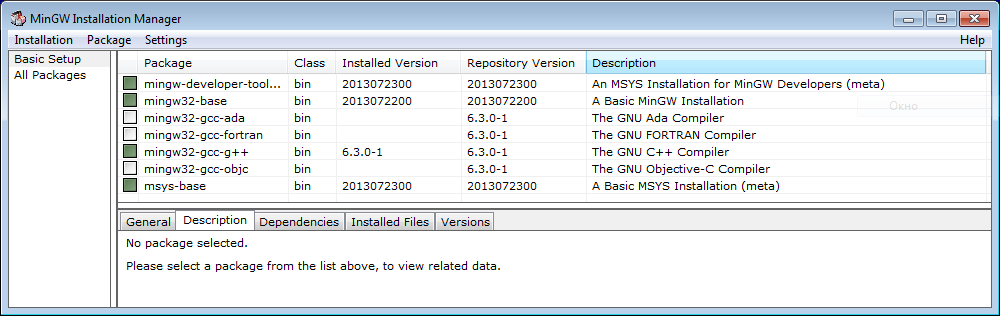 MinGW Installation Manager
Installation Package Settings Help
Basic Setup
All Packages
Package Class Installed Version Repository Version Description
mingw-developer-tool... bin 2013072300 2013072300 An MSYS Installation for MinGW Developers (meta)
mingw32-base bin 2013072200 2013072200 A Basic MinGW Installation
Окно
mingw32-gcc-ada bin 6.3.0-1 The GNU Ada Compiler
mingw32-gcc-fortran bin 6.3.0-1 The GNU FORTRAN Compiler
mingw32-gcc-g++ bin 6.3.0-1 6.3.0-1 The GNU C++ Compiler
mingw32-gcc-objc bin 6.3.0-1 The GNU Objective-C Compiler
msys-base bin 2013072300 2013072300 A Basic MSYS Installation (meta)
General Description Dependencies Installed Files Versions
No package selected.
Please select a package from the list above, to view related data.